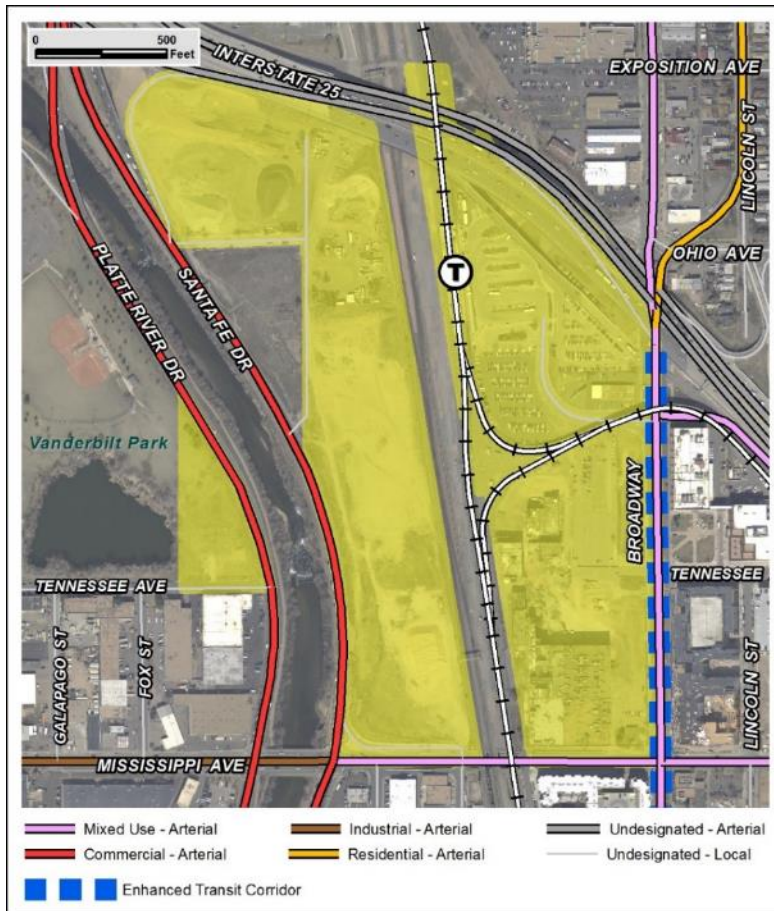 0 500
Feet
INTERSTATE 25
EXPOSITION AVE
LINCOLN ST
OHIO AVE
T
PLATTE RIVER DR
SANTA FE DR
Vanderbilt Park
BROADWAY
TENNESSEE AVE
TENNESSEE
GALAPAGO ST
FOX ST
LINCOLN ST
MISSISSIPPI AVE
Mixed Use - Arterial
Industrial - Arterial
Undesignated - Arterial
Commercial - Arterial
Residential - Arterial
Undesignated - Local
Enhanced Transit Corridor